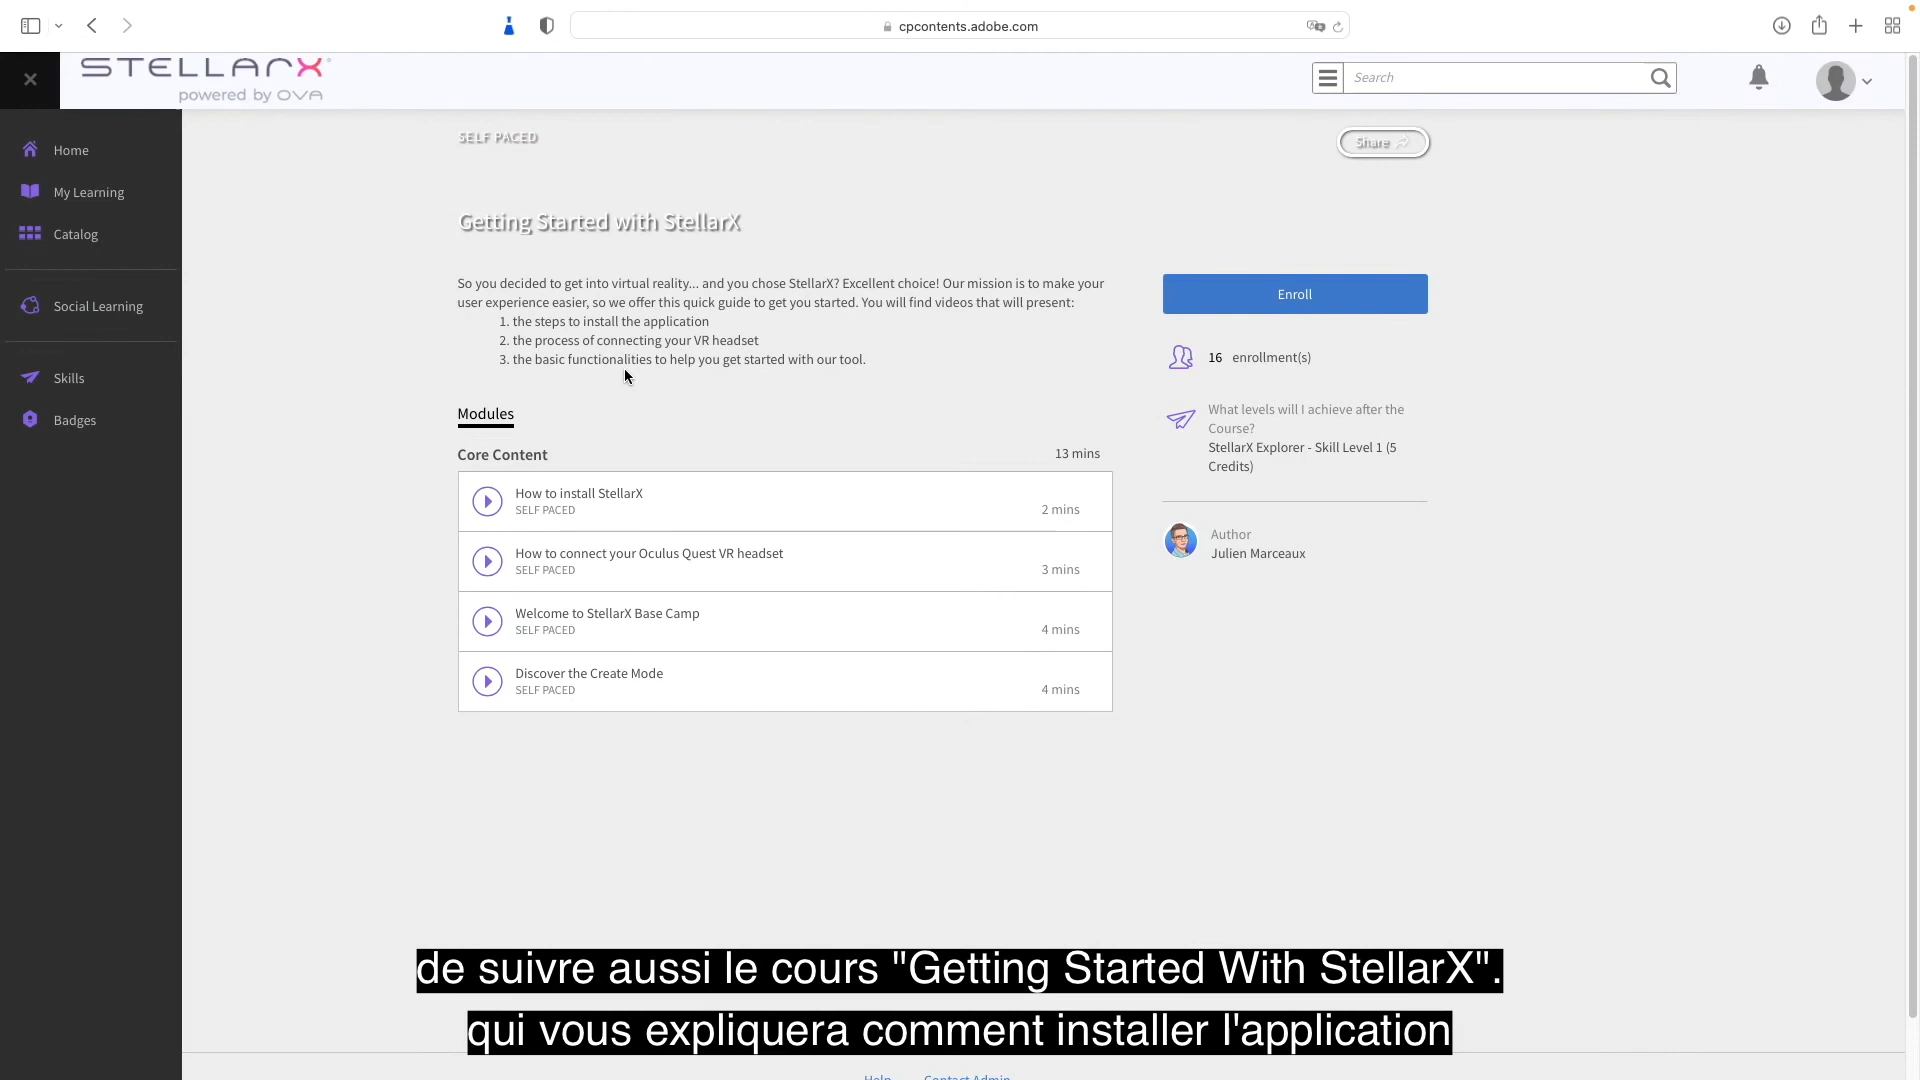 cpcontents.adobe.com
STELLARX
powered by OVA
Search
Home
My Learning
Catalog
Social Learning
Skills
Badges
SELF PACED
Share
Getting Started with StellarX
So you decided to get into virtual reality... and you chose StellarX? Excellent choice! Our mission is to make your
user experience easier, so we offer this quick guide to get you started. You will find videos that will present:
1. the steps to install the application
2. the process of connecting your VR headset
3. the basic functionalities to help you get started with our tool.
Modules
Core Content
13 mins
How to install StellarX
SELF PACED
2 mins
How to connect your Oculus Quest VR headset
SELF PACED
3 mins
Welcome to StellarX Base Camp
SELF PACED
4 mins
Discover the Create Mode
SELF PACED
4 mins
Enroll
16 enrollment(s)
What levels will I achieve after the
Course?
StellarX Explorer - Skill Level 1 (5
Credits)
Author
Julien Marceaux
de suivre aussi le cours "Getting Started With StellarX".
qui vous expliquera comment installer l'application
Help
Contact Admin